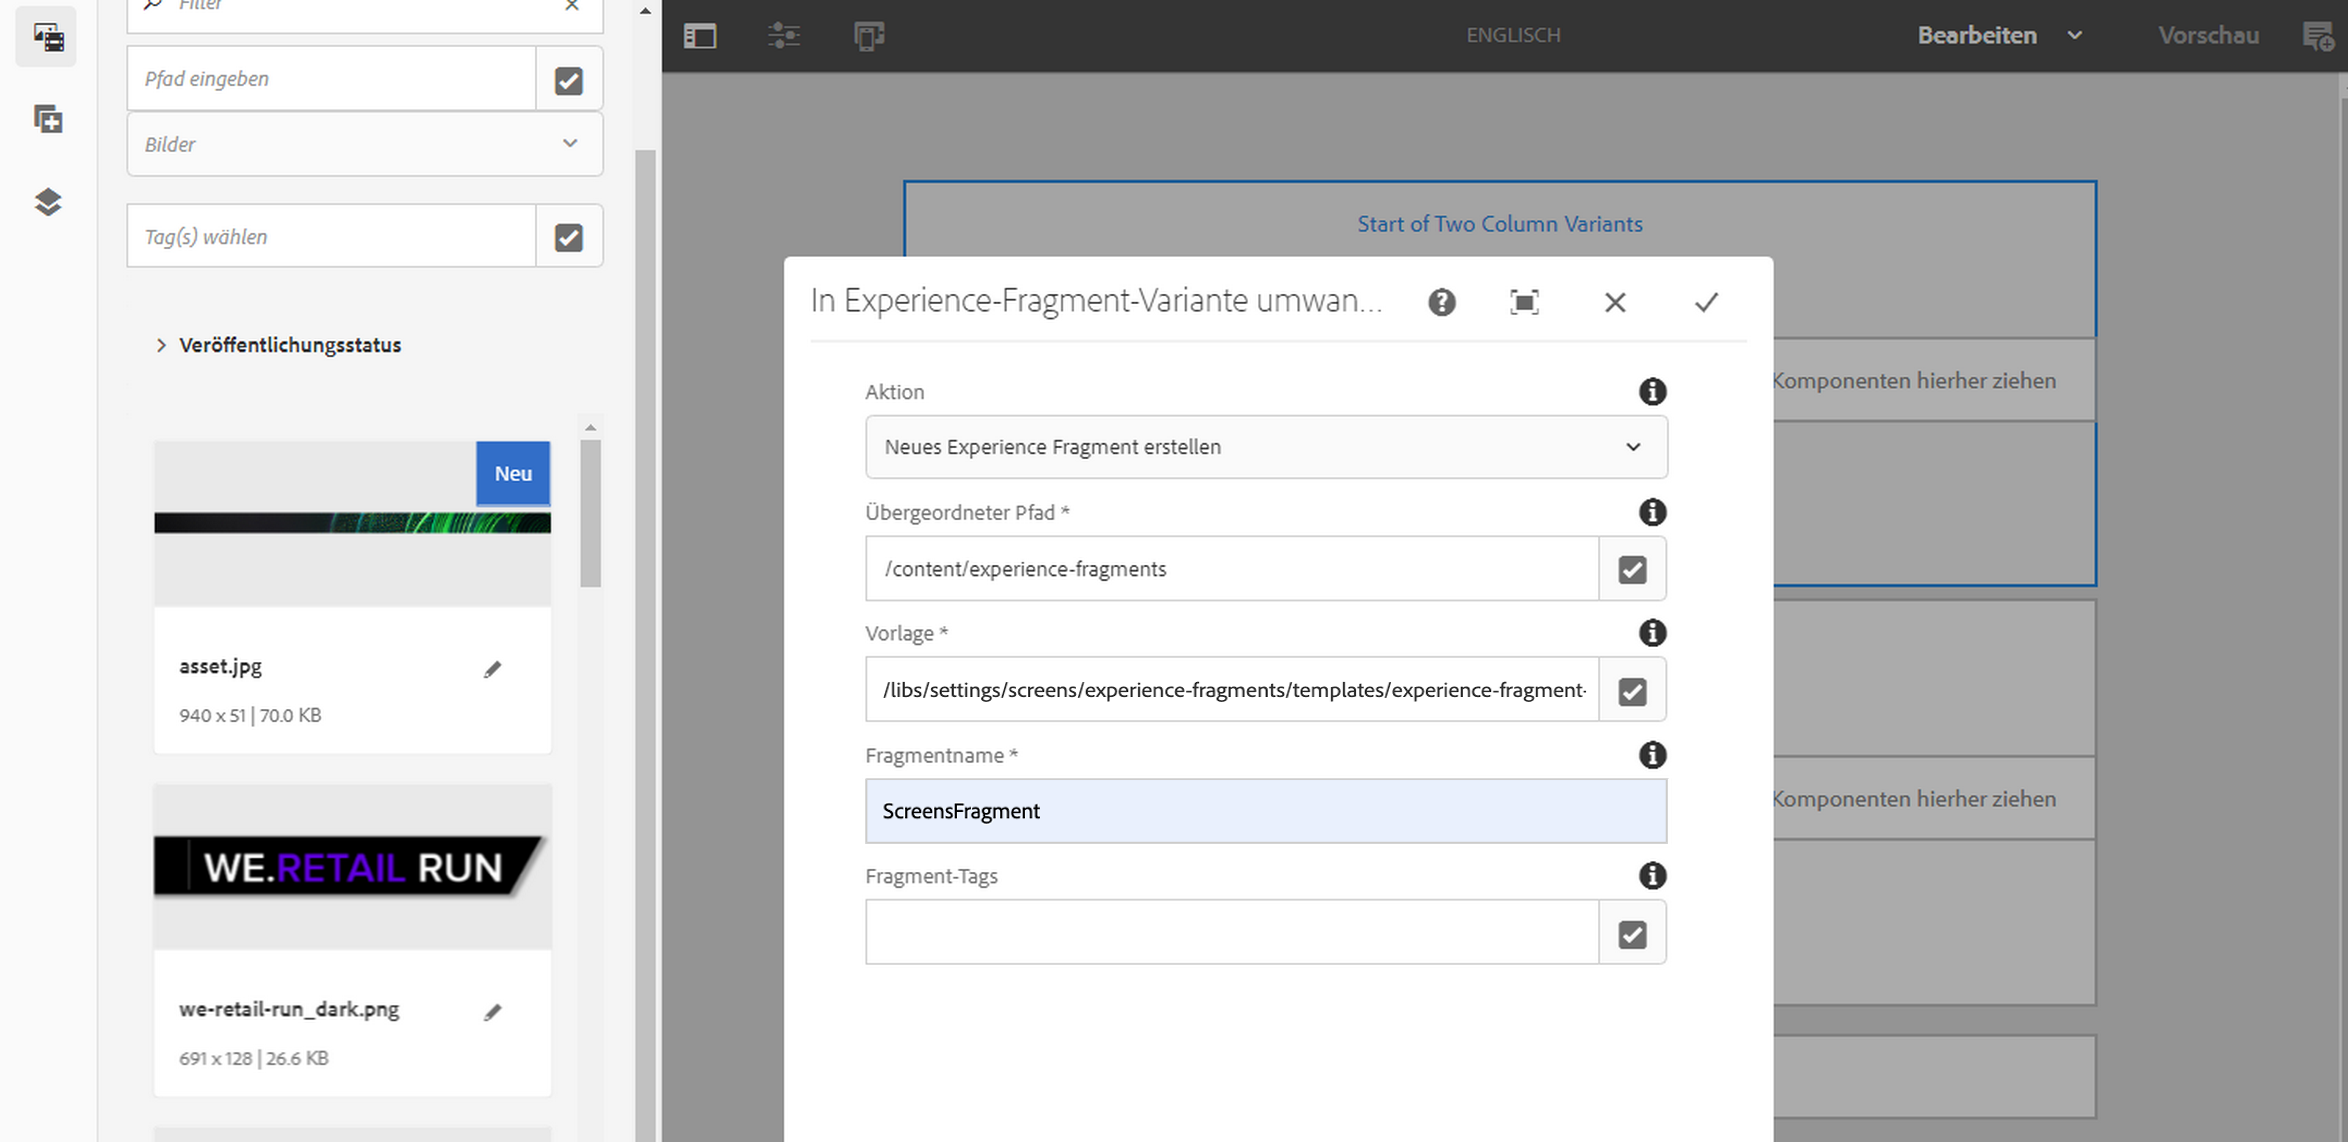 Filter
Pfad eingeben
Bilder
Tag(s) wählen
Veröffentlichungsstatus
Neu
asset.jpg
940 x 51 | 70.0 KB
WE.RETAIL RUN
we-retail-run_dark.png
691 x 128 | 26.6 KB
ENGLISCH
Bearbeiten
Vorschau
Start of Two Column Variants
Komponenten hierher ziehen
Komponenten hierher ziehen
In Experience-Fragment-Variante umwan...
Aktion
Neues Experience Fragment erstellen
Übergeordneter Pfad *
/content/experience-fragments
Vorlage *
/libs/settings/screens/experience-fragments/templates/experience-fragment-
Fragmentname *
ScreensFragment
Fragment-Tags